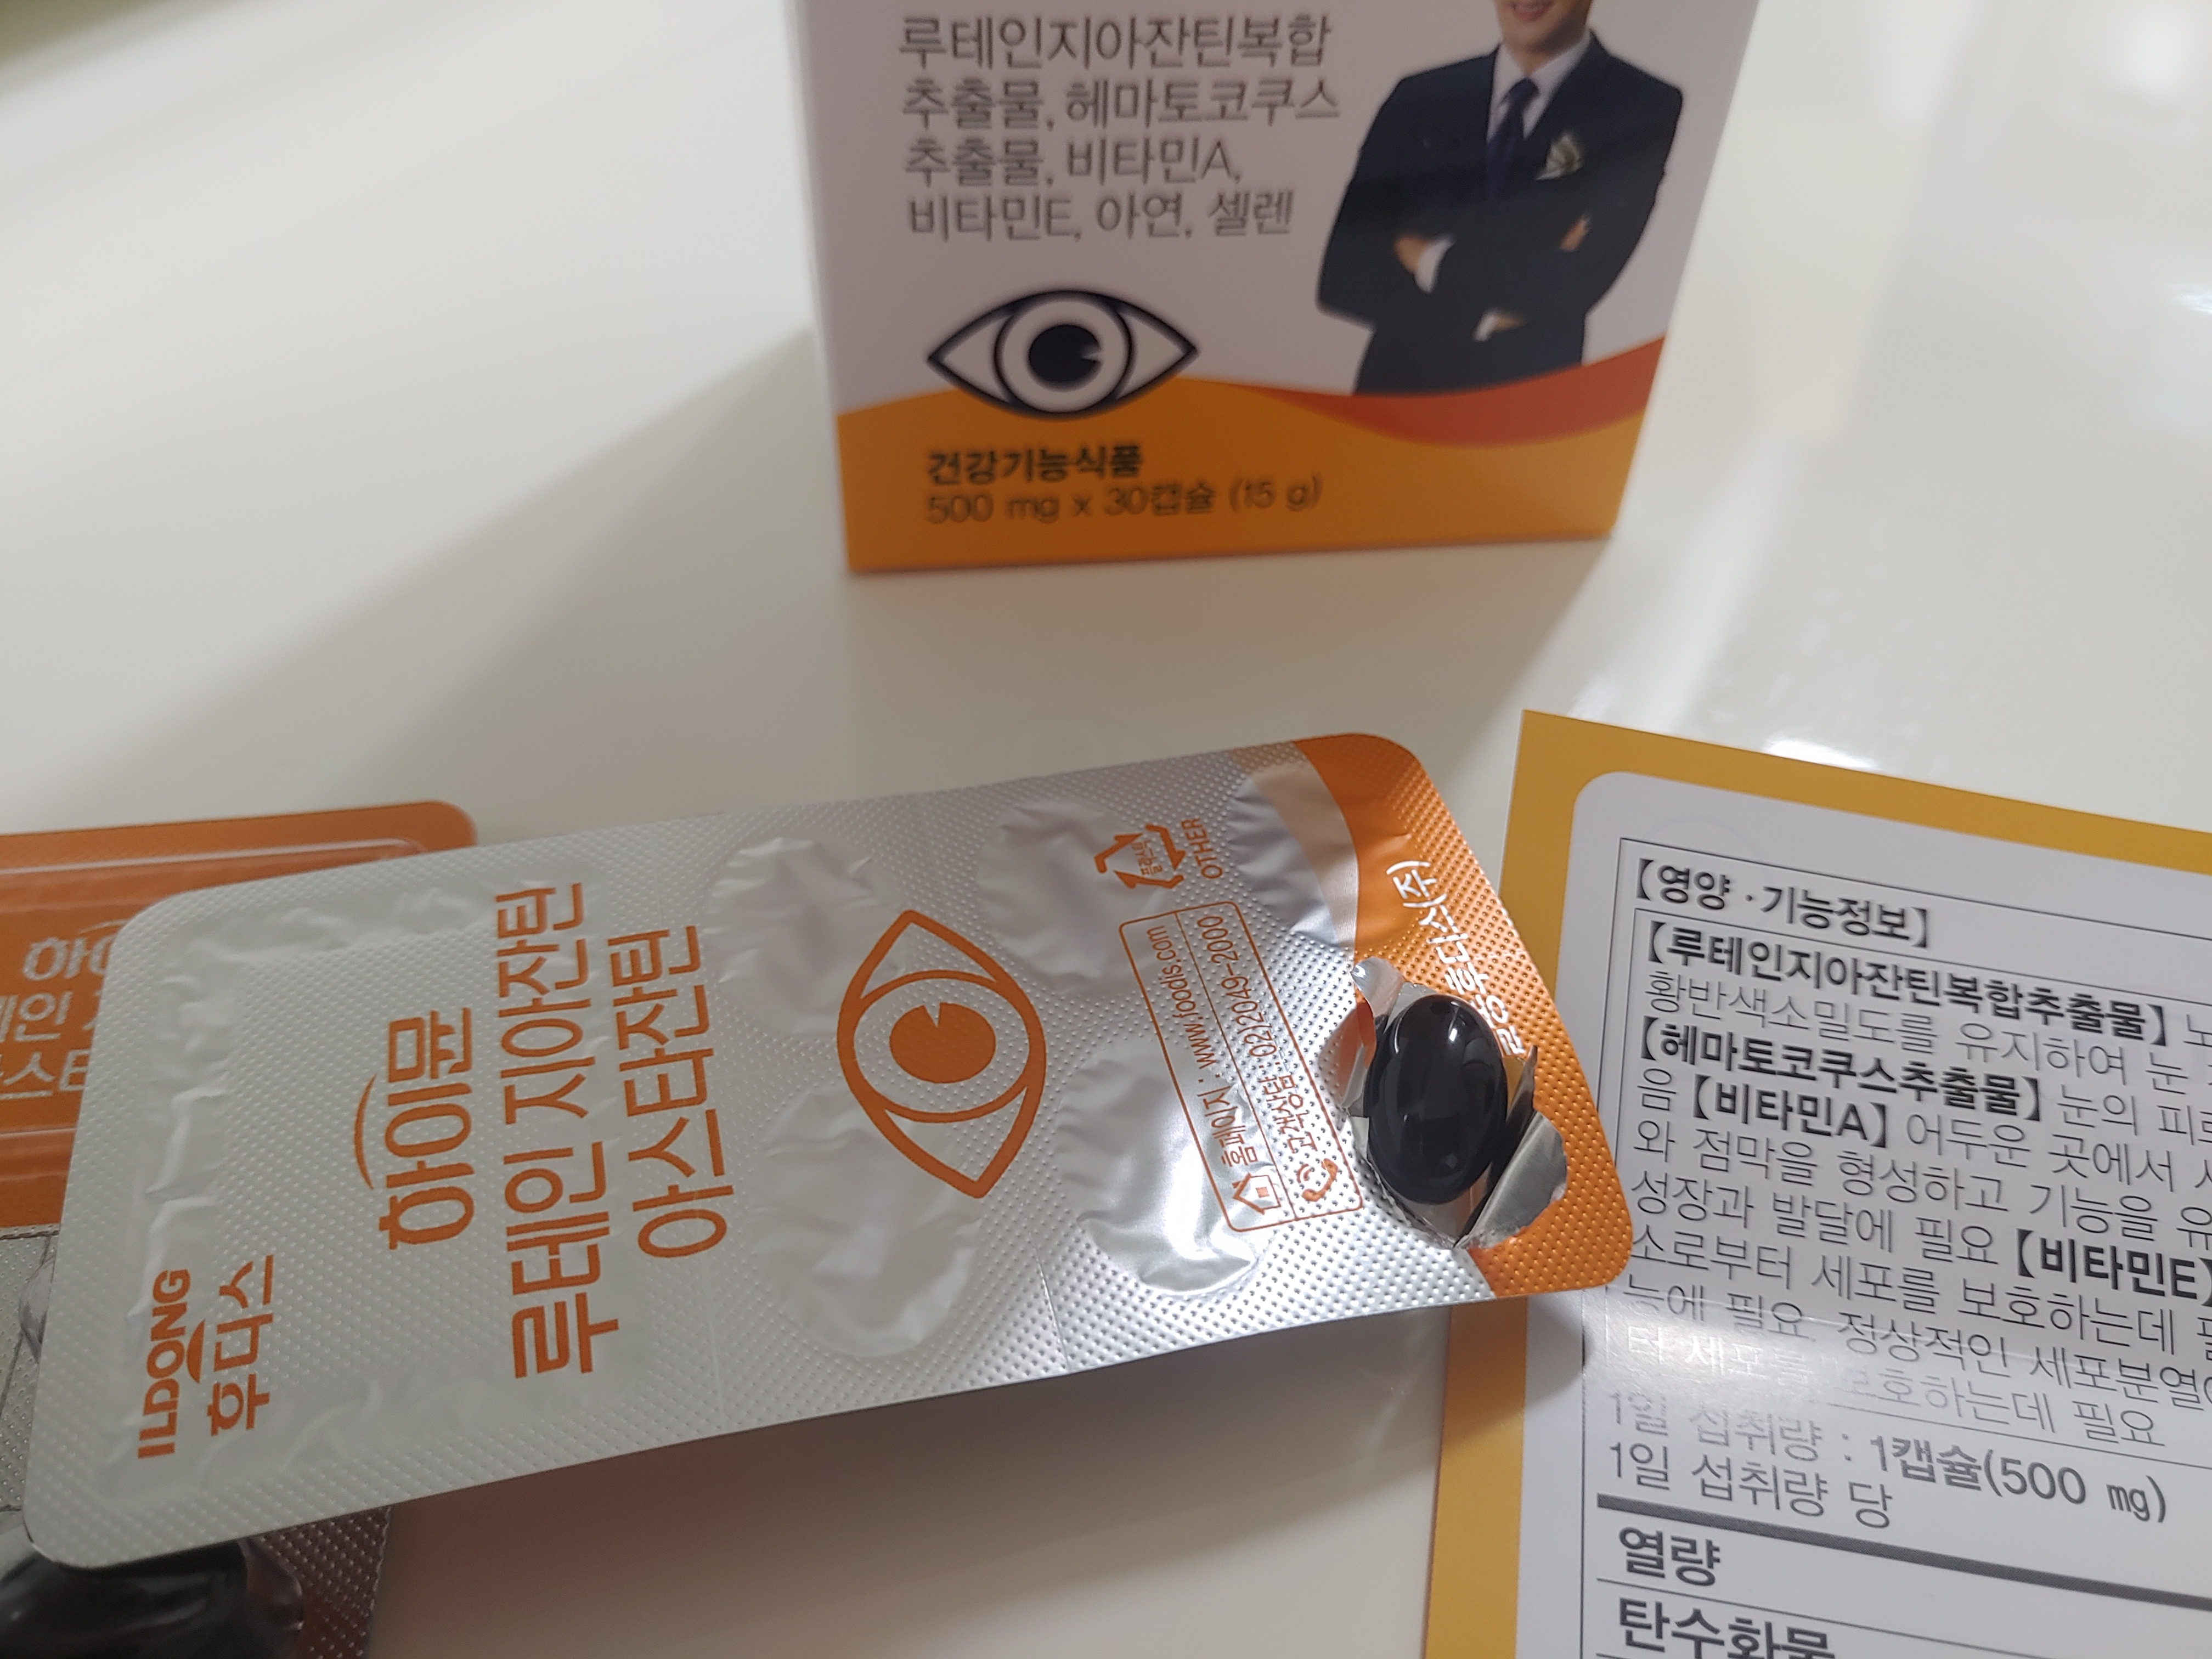 루테인지아잔틴복합
추출물, 헤마토코쿠스
추출물, 비타민A,
비타민E, 아연, 셀렌
건강기능식품
500 mg x 30캡슐 (15 g)
ILDONG
후디스
하이뮨
루테인 지아잔틴
아스타잔틴
OTHER
홈페이지 : www.foodis.com
고객상담 : 02)2049-2000
후디스(주)
【영양 · 기능정보】
【루테인지아잔틴복합추출물】
황반색소밀도를 유지하여 눈
【헤마토코쿠스추출물】 눈의
음 【비타민A】 어두운 곳에서
와 점막을 형성하고 기능을
성장과 발달에 필요 【비타민E】
소로부터 세포를 보호하는데
능에 필요, 정상적인 세포분열
터 세포를 보호하는데 필요
1일 섭취량 : 1캡슐(500 mg)
1일 섭취량 당
열량
탄수화물